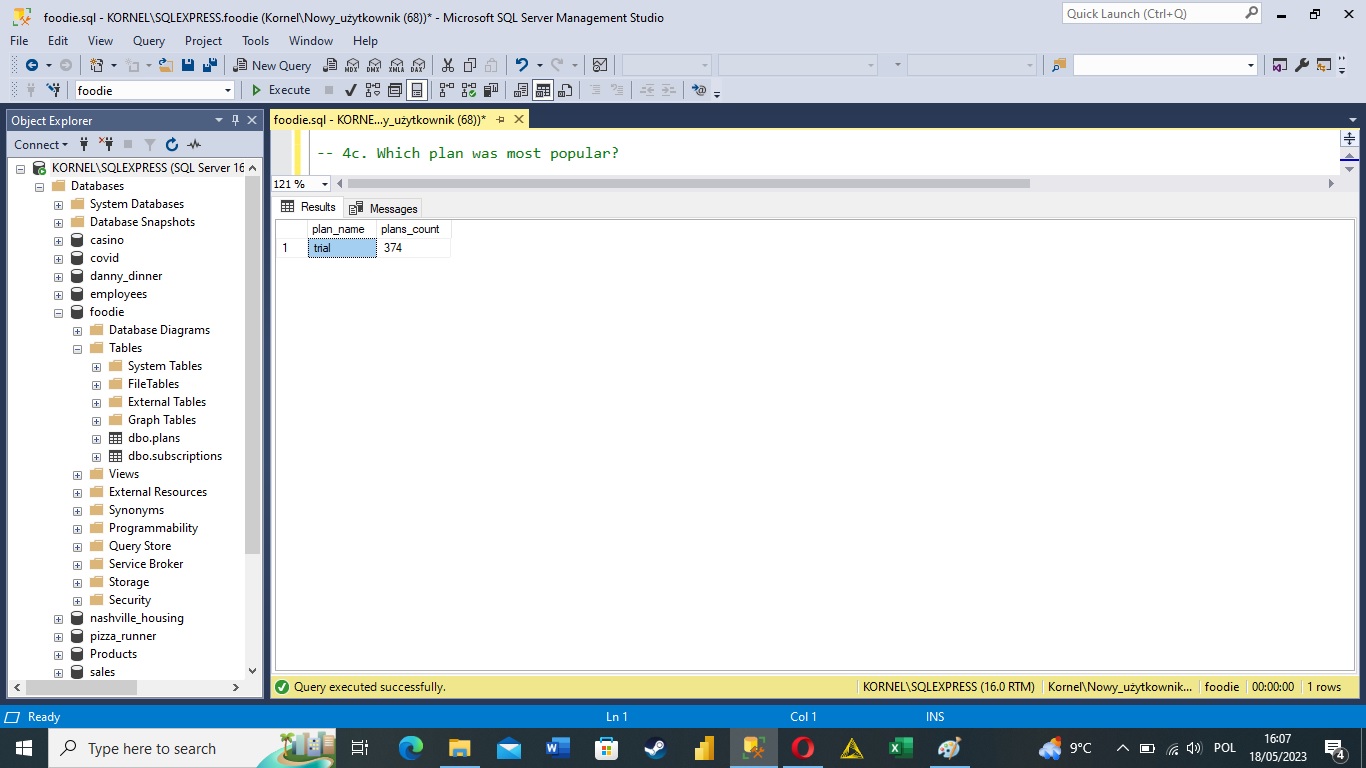 foodie.sql - KORNEL\SQLEXPRESS.foodie (Kornel\Nowy_użytkownik (68))* - Microsoft SQL Server Management Studio
Quick Launch (Ctrl+Q)
File Edit View Query Project Tools Window Help
New Query MDX DMX XMLA DAX
foodie Execute
Object Explorer
foodie.sql - KORNE...y_użytkownik (68))*
Connect
-- 4c. Which plan was most popular?
KORNEL\SQLEXPRESS (SQL Server 16
121 %
Databases
System Databases
Database Snapshots
casino
covid
danny_dinner
employees
foodie
Database Diagrams
Tables
System Tables
FileTables
External Tables
Graph Tables
dbo.plans
dbo.subscriptions
Views
External Resources
Synonyms
Programmability
Query Store
Service Broker
Storage
Security
nashville_housing
pizza_runner
Products
sales
Results Messages
plan_name plans_count
1 trial 374
Query executed successfully.
KORNEL\SQLEXPRESS (16.0 RTM) Kornel\Nowy_użytkownik... foodie 00:00:00 1 rows
Ready Ln 1 Col 1 INS
Type here to search
9°C POL
16:07
18/05/2023
4